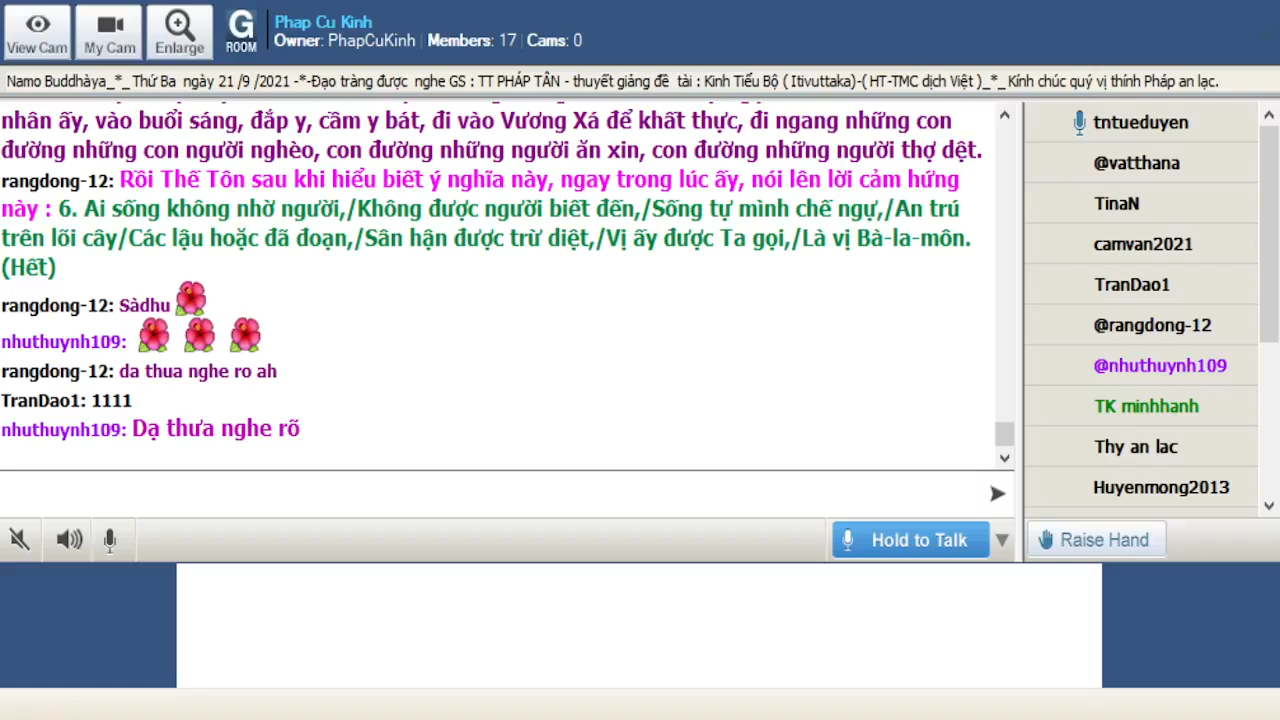 Phap Cu Kinh
Owner: PhapCuKinh | Members: 17 | Cams: 0
View Cam
My Cam
Enlarge
G
ROOM
Namo Buddhàya_*_Thứ Ba ngày 21 /9 /2021 -*-Đạo tràng được nghe GS : TT PHÁP TÂN - thuyết giảng đề tài : Kinh Tiểu Bộ ( Itivuttaka)-( HT-TMC dịch Việt )_*_ Kính chúc quý vị thính Pháp an lạc.
nhân ấy, vào buổi sáng, đắp y, cầm y bát, đi vào Vương Xá để khất thực, đi ngang những con
đường những con người nghèo, con đường những người ăn xin, con đường những người thợ dệt.
rangdong-12: Rồi Thế Tôn sau khi hiểu biết ý nghĩa này, ngay trong lúc ấy, nói lên lời cảm hứng
này : 6. Ai sống không nhờ người,/Không được người biết đến,/Sống tự mình chế ngự,/An trú
trên lõi cây/Các lậu hoặc đã đoạn,/Sân hận được trừ diệt,/Vị ấy được Ta gọi,/Là vị Bà-la-môn.
(Hết)
rangdong-12: Sàdhu
nhuthuynh109:
rangdong-12: da thua nghe ro ah
TranDao1: 1111
nhuthuynh109: Dạ thưa nghe rõ
tntueduyen
@vatthana
TinaN
camvan2021
TranDao1
@rangdong-12
@nhuthuynh109
TK minhhanh
Thy an lac
Huyenmong2013
Hold to Talk
Raise Hand